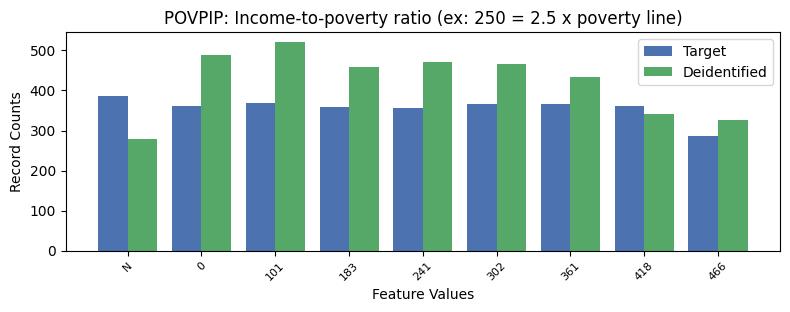 POVPIP: Income-to-poverty ratio (ex: 250 = 2.5 x poverty line)
Target
Deidentified
Record Counts
500
400
300
200
100
0
N
0
101
183
241
302
361
418
466
Feature Values